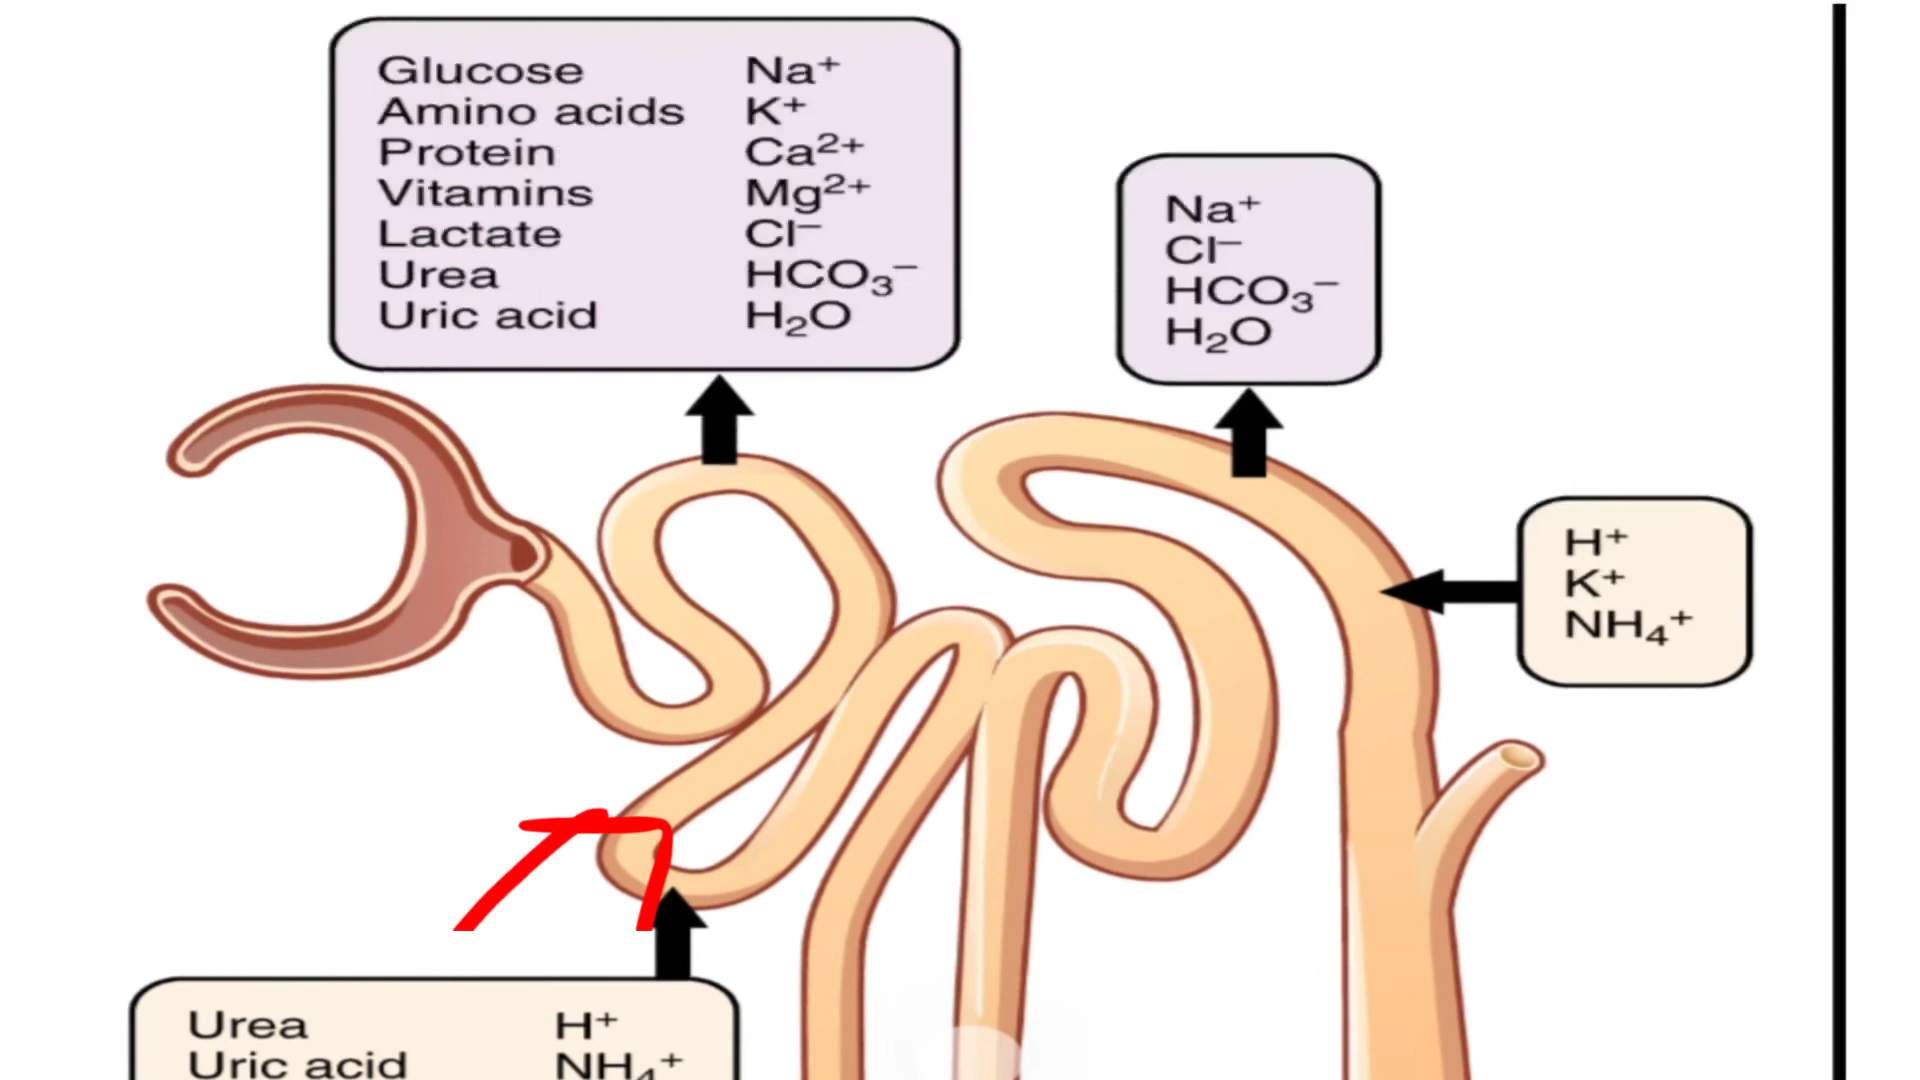 Glucose Na⁺
Amino acids K⁺
Protein Ca²⁺
Vitamins Mg²⁺
Lactate Cl⁻
Urea HCO₃⁻
Uric acid H₂O
Na⁺
Cl⁻
HCO₃⁻
H₂O
H⁺
K⁺
NH₄⁺
Urea H⁺
Uric acid NH₄⁺